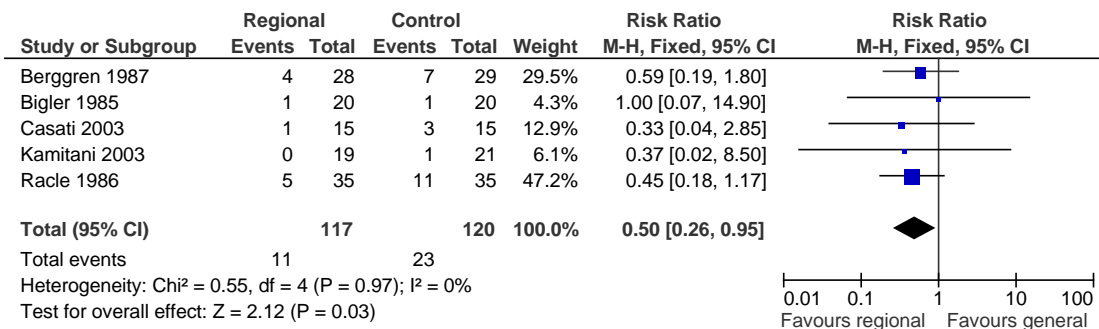 Regional Control Risk Ratio Risk Ratio
Study or Subgroup Events Total Events Total Weight M-H, Fixed, 95% CI M-H, Fixed, 95% CI
Berggren 1987 4 28 7 29 29.5% 0.59 [0.19, 1.80]
Bigler 1985 1 20 1 20 4.3% 1.00 [0.07, 14.90]
Casati 2003 1 15 3 15 12.9% 0.33 [0.04, 2.85]
Kamitani 2003 0 19 1 21 6.1% 0.37 [0.02, 8.50]
Racle 1986 5 35 11 35 47.2% 0.45 [0.18, 1.17]
Total (95% CI) 117 120 100.0% 0.50 [0.26, 0.95]
Total events 11 23
Heterogeneity: Chi² = 0.55, df = 4 (P = 0.97); I² = 0%
Test for overall effect: Z = 2.12 (P = 0.03)
0.01 0.1 1 10 100
Favours regional Favours general